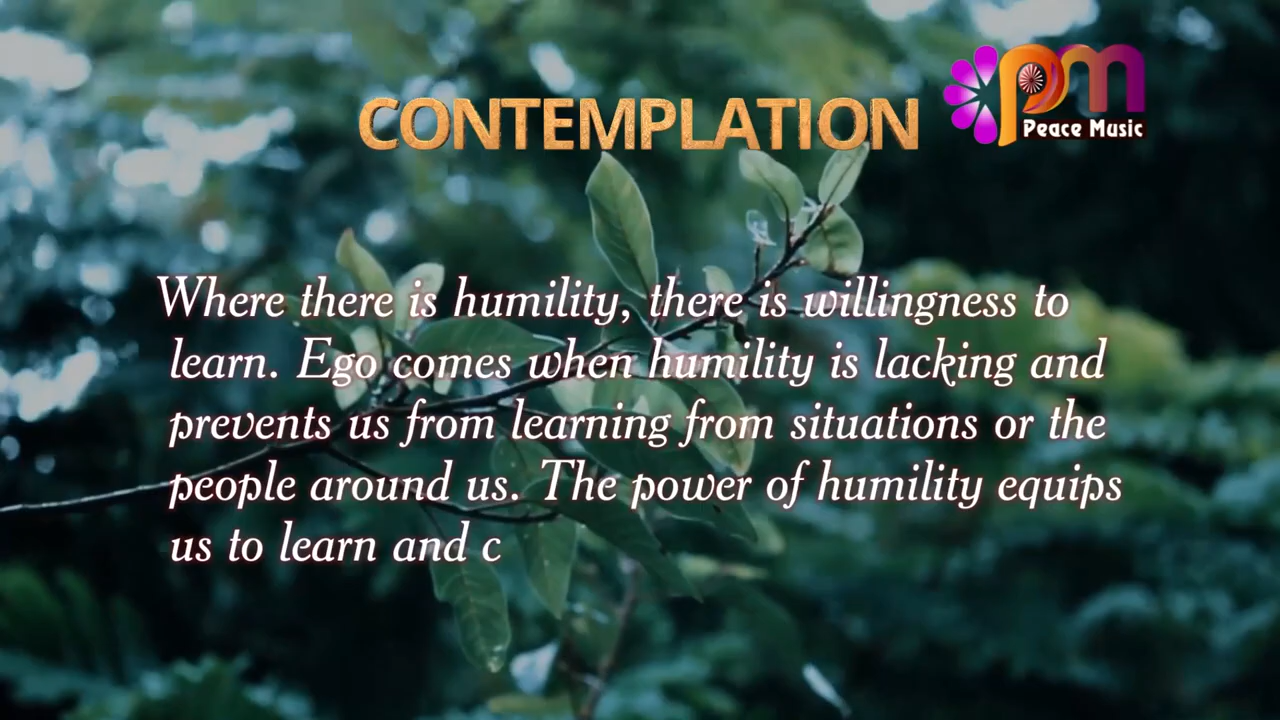 CONTEMPLATION
pm
Peace Music
Where there is humility, there is willingness to
learn. Ego comes when humility is lacking and
prevents us from learning from situations or the
people around us. The power of humility equips
us to learn and c